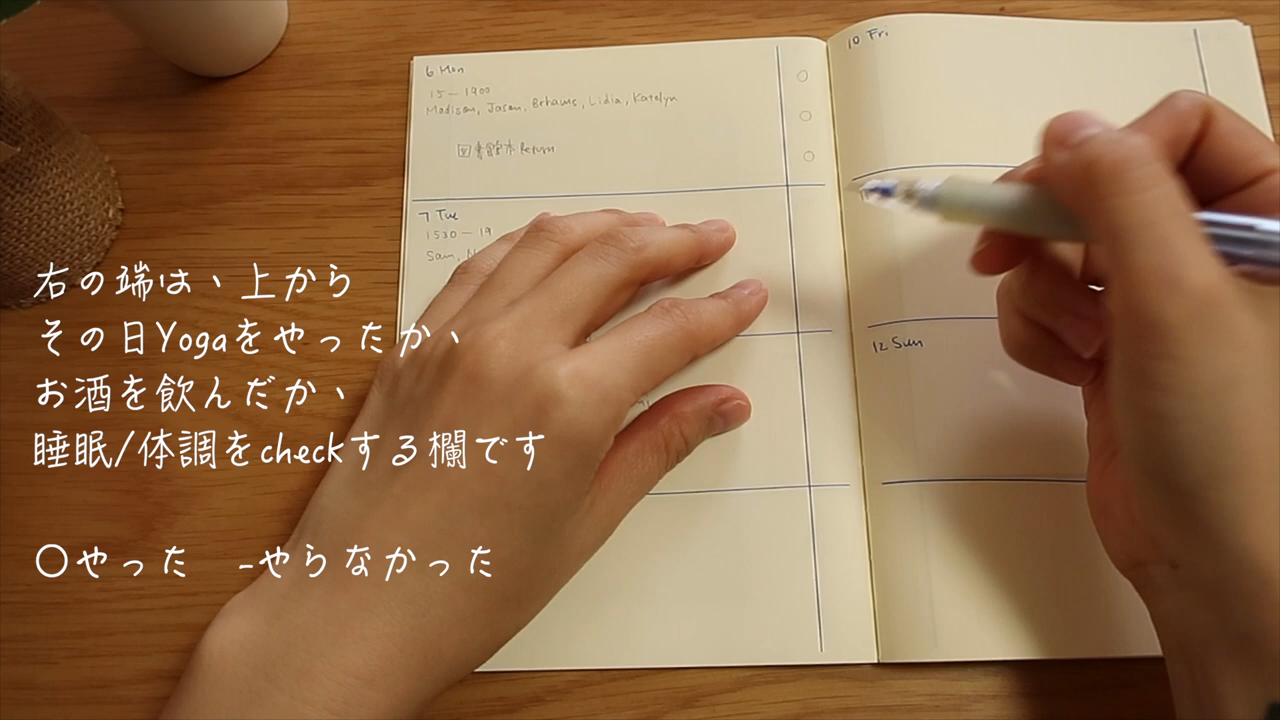 6 Mon
15-1900
Madison, Jason, Brhams, Lidia, Katelyn
図書館本 Return
7 Tue
1530-19
Sam,
10 Fri
12 Sun
右の端は、上から
その日Yogaをやったか、
お酒を飲んだか、
睡眠/体調をcheckする欄です
〇やった -やらなかった